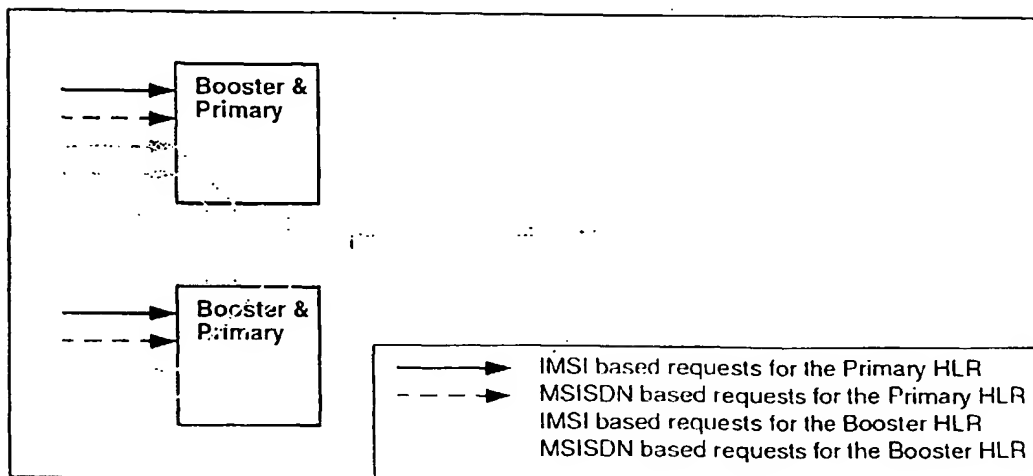 Booster &
Primary
Booster &
Primary
IMSI based requests for the Primary HLR
MSISDN based requests for the Primary HLR
IMSI based requests for the Booster HLR
MSISDN based requests for the Booster HLR